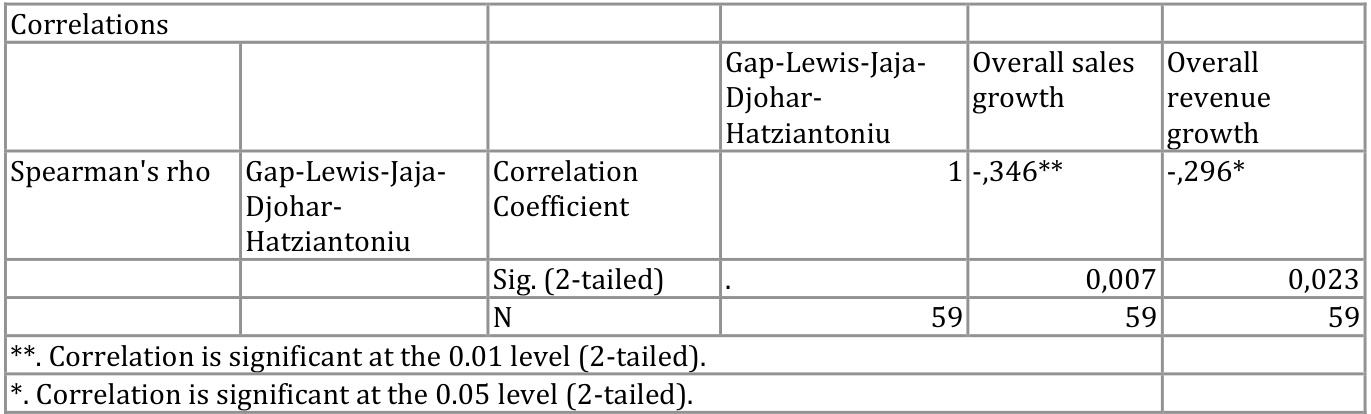 Correlations
Gap-Lewis-Jaja-
Djohar-
Hatziantoniu
Overall sales
growth
Overall
revenue
growth
Spearman's rho
Gap-Lewis-Jaja-
Djohar-
Hatziantoniu
Correlation
Coefficient
1
-,346**
-,296*
Sig. (2-tailed)
.
0,007
0,023
N
59
59
59
**. Correlation is significant at the 0.01 level (2-tailed).
*. Correlation is significant at the 0.05 level (2-tailed).